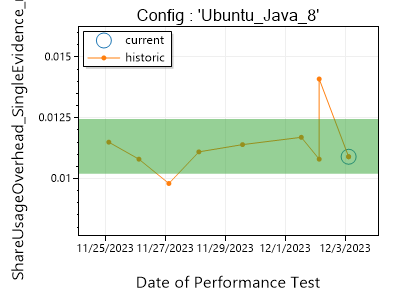 Config : 'Ubuntu_Java_8'
current
historic
0.015
0.0125
0.01
ShareUsageOverhead_SingleEvidence_
11/25/2023 11/27/2023 11/29/2023 12/1/2023 12/3/2023
Date of Performance Test